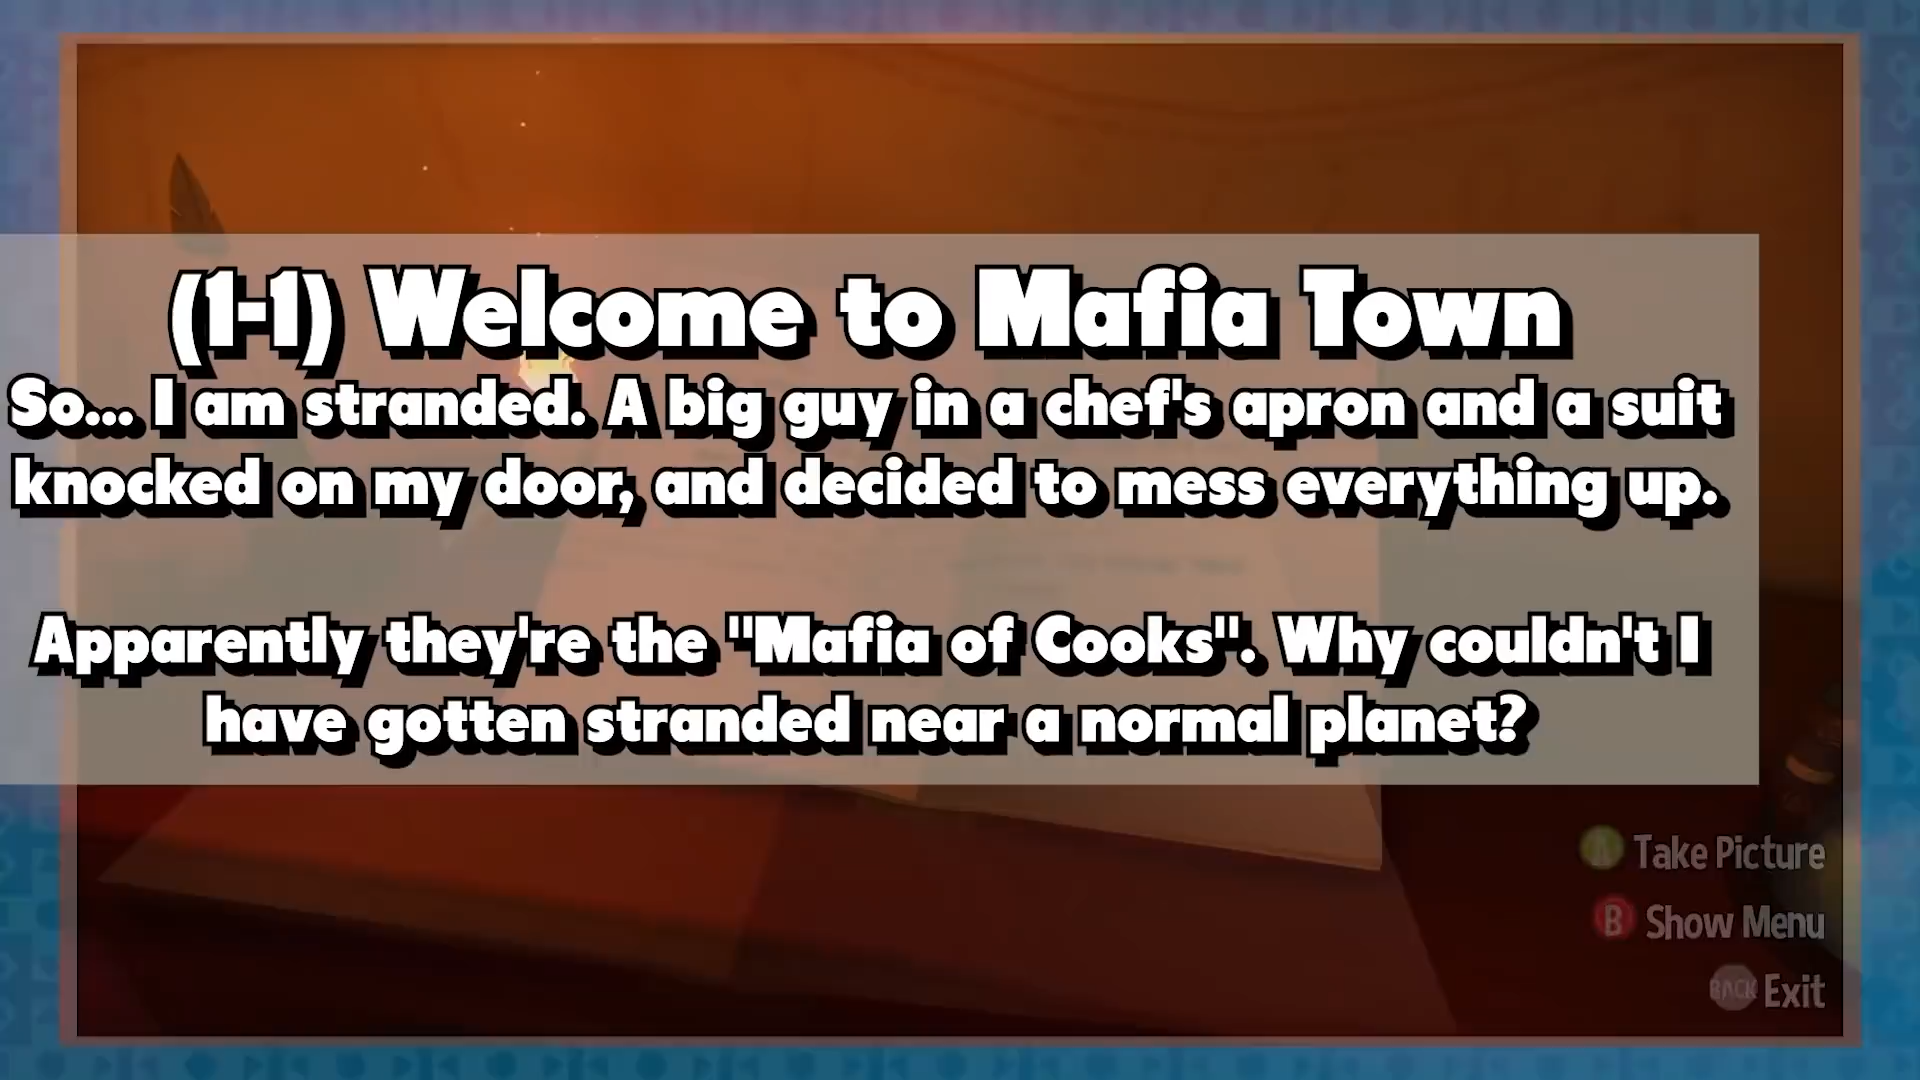 (1-1) Welcome to Mafia Town
So... I am stranded. A big guy in a chef's apron and a suit
knocked on my door, and decided to mess everything up.
Apparently they're the "Mafia of Cooks". Why couldn't I
have gotten stranded near a normal planet?
A Take Picture
B Show Menu
BACK Exit